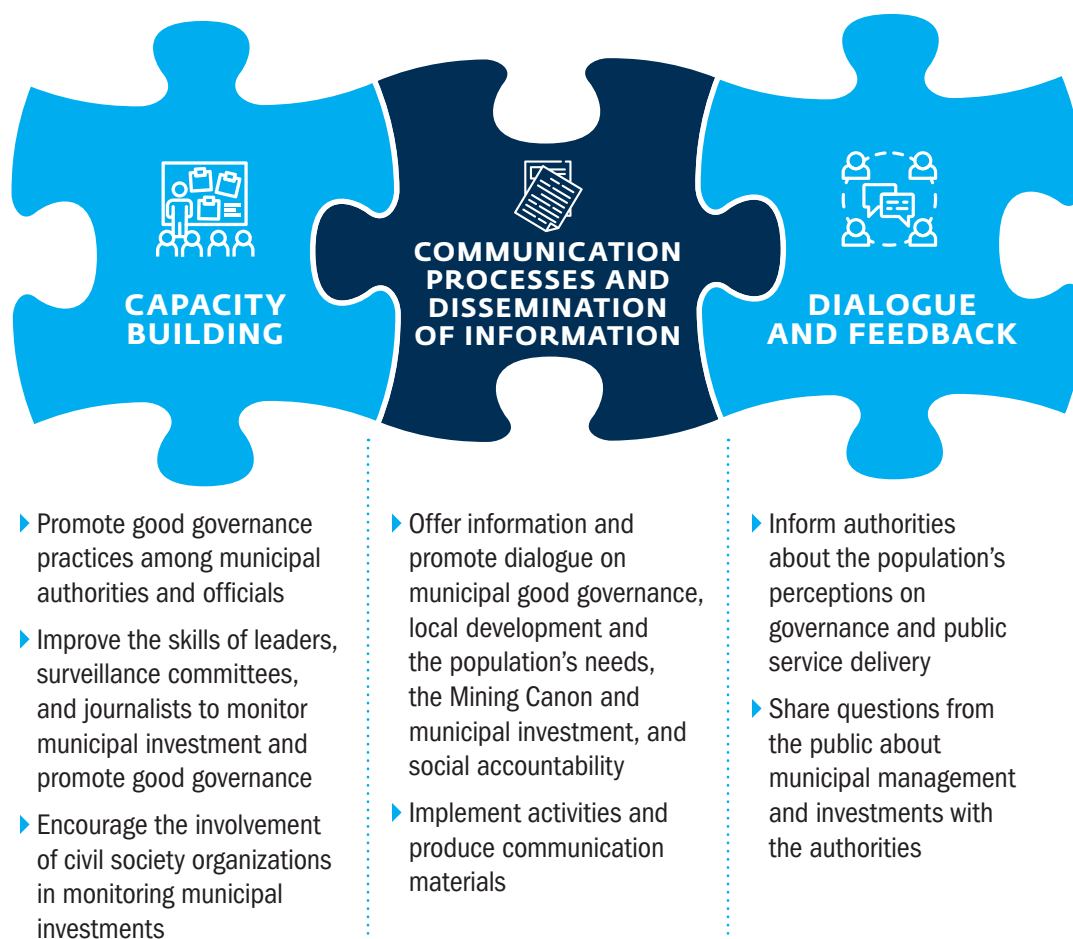 CAPACITY
BUILDING
COMMUNICATION
PROCESSES AND
DISSEMINATION
OF INFORMATION
DIALOGUE
AND FEEDBACK
Promote good governance
practices among municipal
authorities and officials
Improve the skills of leaders,
surveillance committees,
and journalists to monitor
municipal investment and
promote good governance
Encourage the involvement
of civil society organizations
in monitoring municipal
investments
Offer information and
promote dialogue on
municipal good governance,
local development and
the population’s needs,
the Mining Canon and
municipal investment, and
social accountability
Implement activities and
produce communication
materials
Inform authorities
about the population’s
perceptions on
governance and public
service delivery
Share questions from
the public about
municipal management
and investments with
the authorities